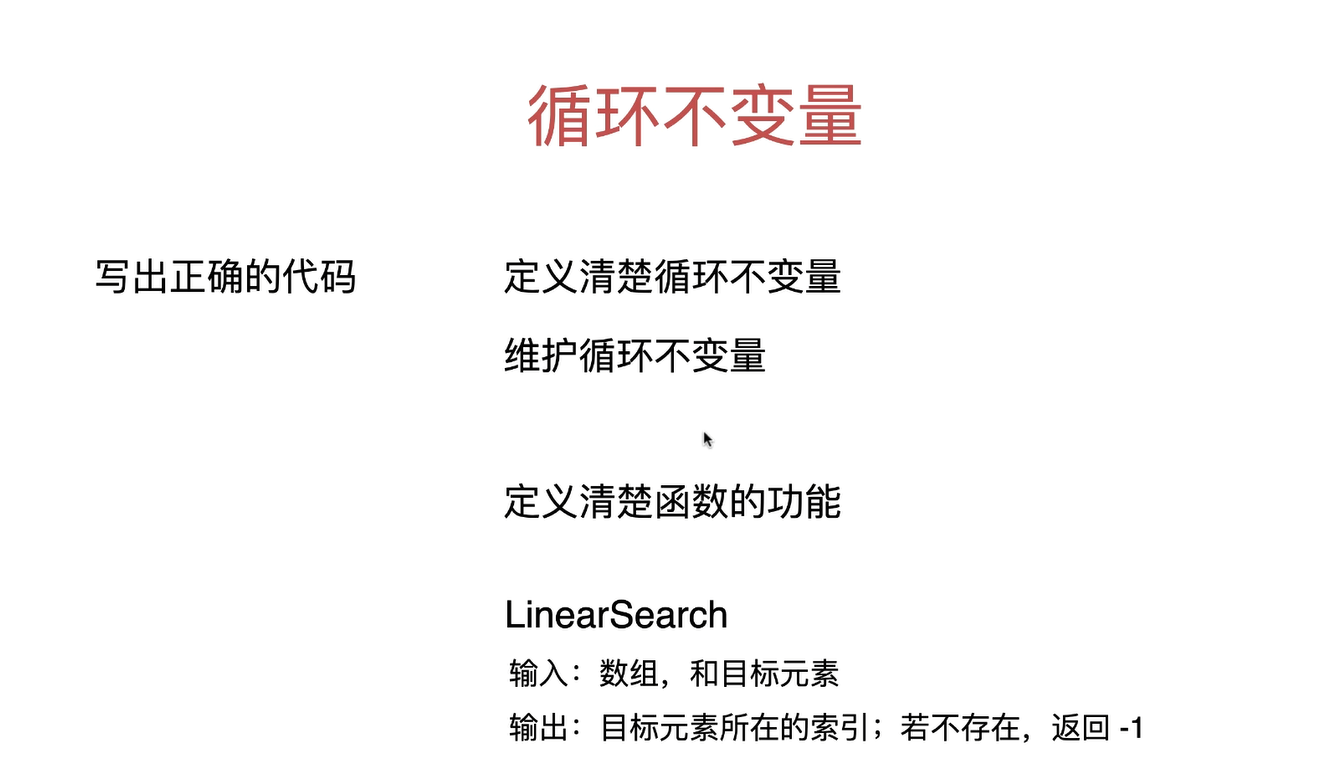 循环不变量
写出正确的代码
定义清楚循环不变量
维护循环不变量
定义清楚函数的功能
LinearSearch
输入：数组，和目标元素
输出：目标元素所在的索引；若不存在，返回 -1